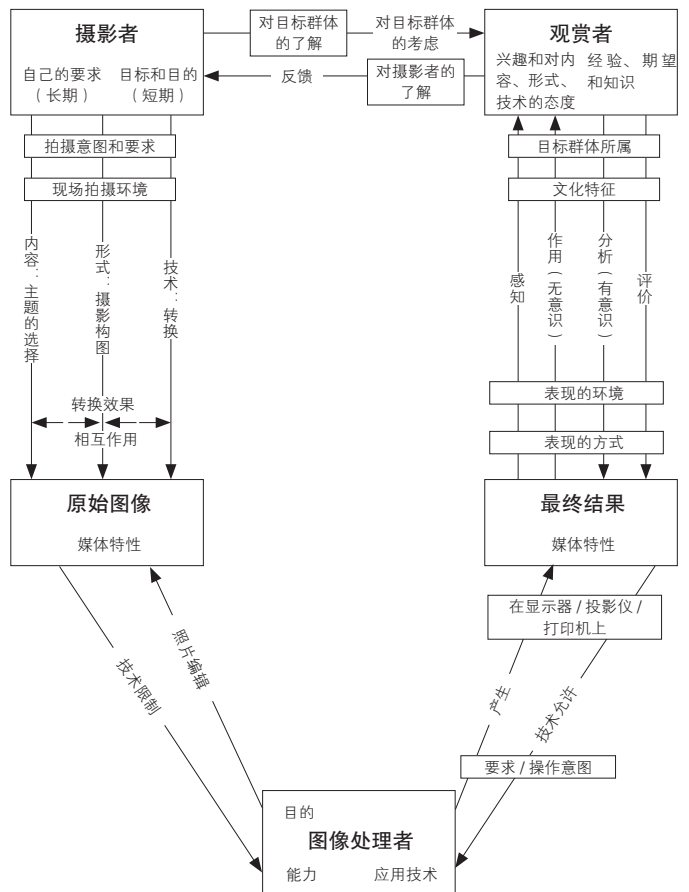 摄影者
自己的要求
（长期）
目标和目的
（短期）
对目标群体
的了解
对目标群体
的考虑
反馈
对摄影者的
了解
观赏者
兴趣和对内
容、形式、
技术的态度
经验、期望
和知识
拍摄意图和要求
现场拍摄环境
目标群体所属
文化特征
内容：主题的选择
形式：摄影构图
技术：转换
感知
作用（无意识）
分析（有意识）
评价
转换效果
相互作用
表现的环境
表现的方式
原始图像
媒体特性
最终结果
媒体特性
在显示器/投影仪/
打印机上
技术限制
照片编辑
产生
技术允许
要求/操作意图
目的
图像处理者
能力
应用技术